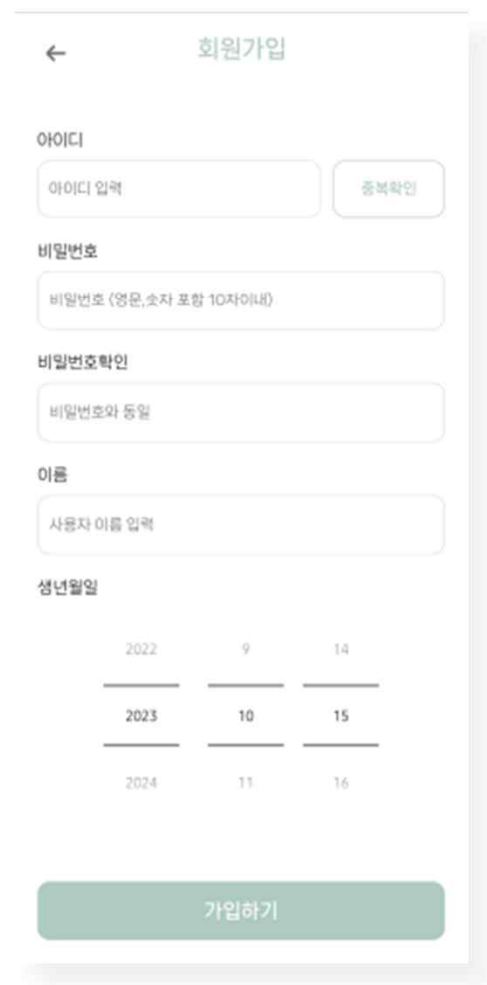 회원가입
아이디
아이디 입력
중복확인
비밀번호
비밀번호 (영문,숫자 포함 10자이내)
비밀번호확인
비밀번호와 동일
이름
사용자 이름 입력
생년월일
2022 9 14
2023 10 15
2024 11 16
가입하기